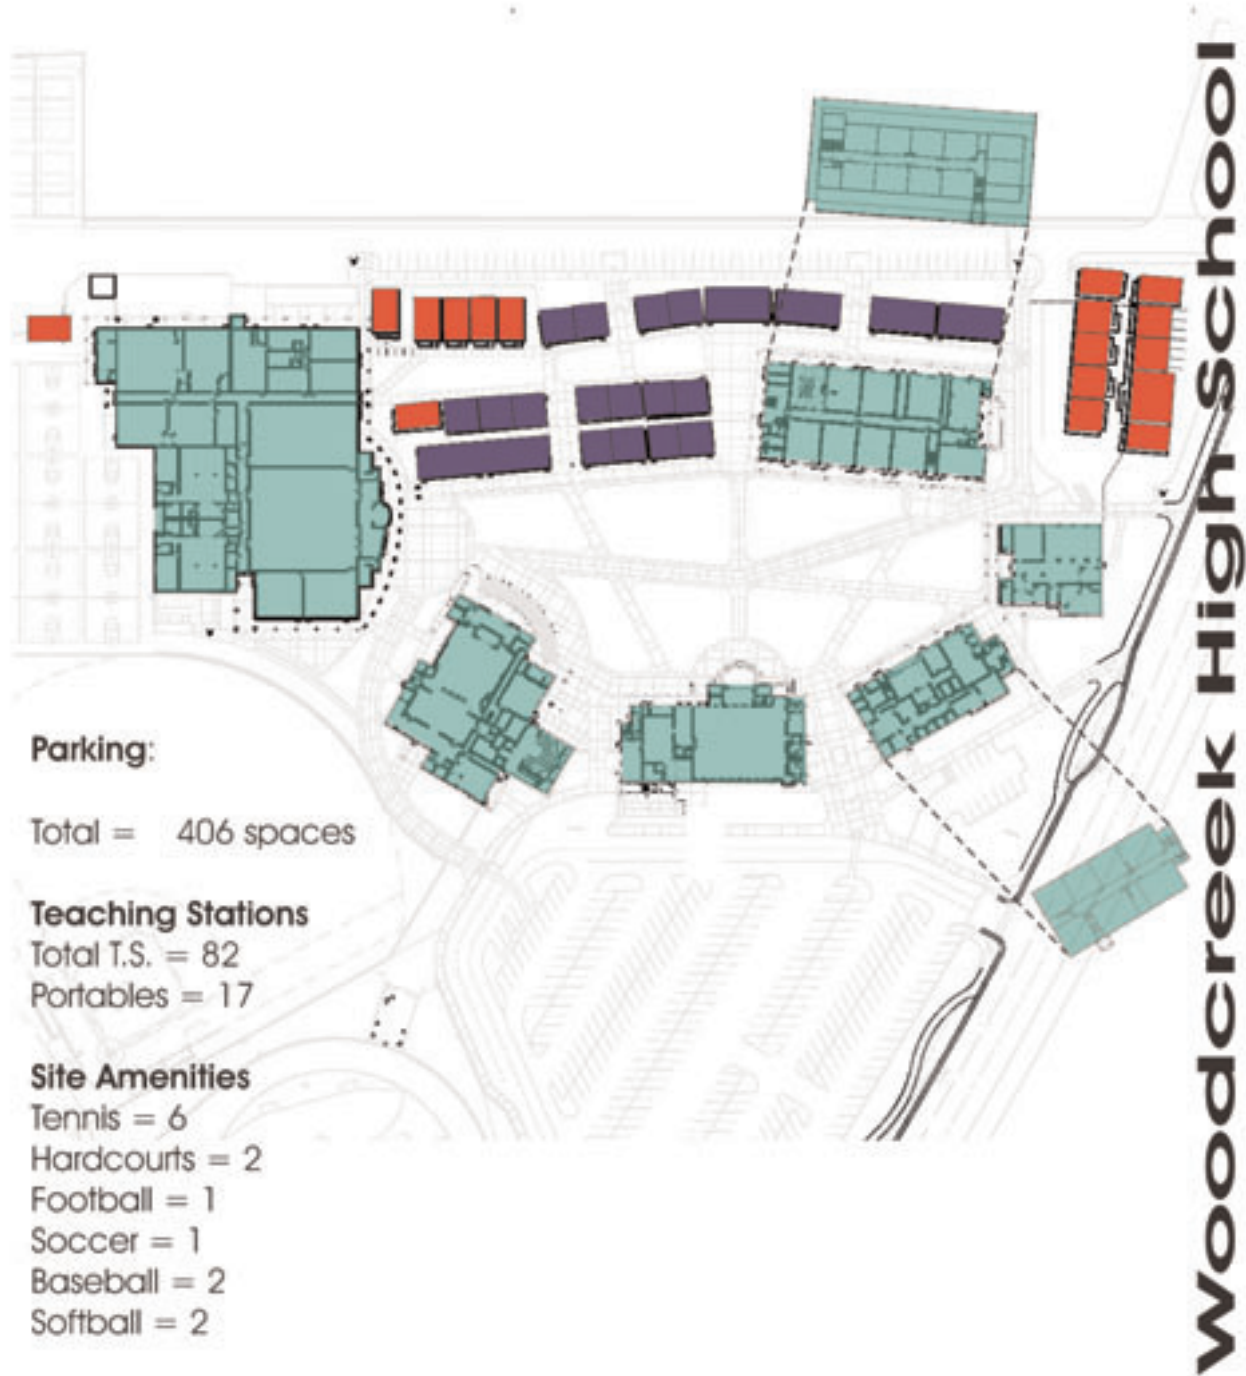 Woodcreek High School
Parking:
Total = 406 spaces
Teaching Stations
Total T.S. = 82
Portables = 17
Site Amenities
Tennis = 6
Hardcourts = 2
Football = 1
Soccer = 1
Baseball = 2
Softball = 2